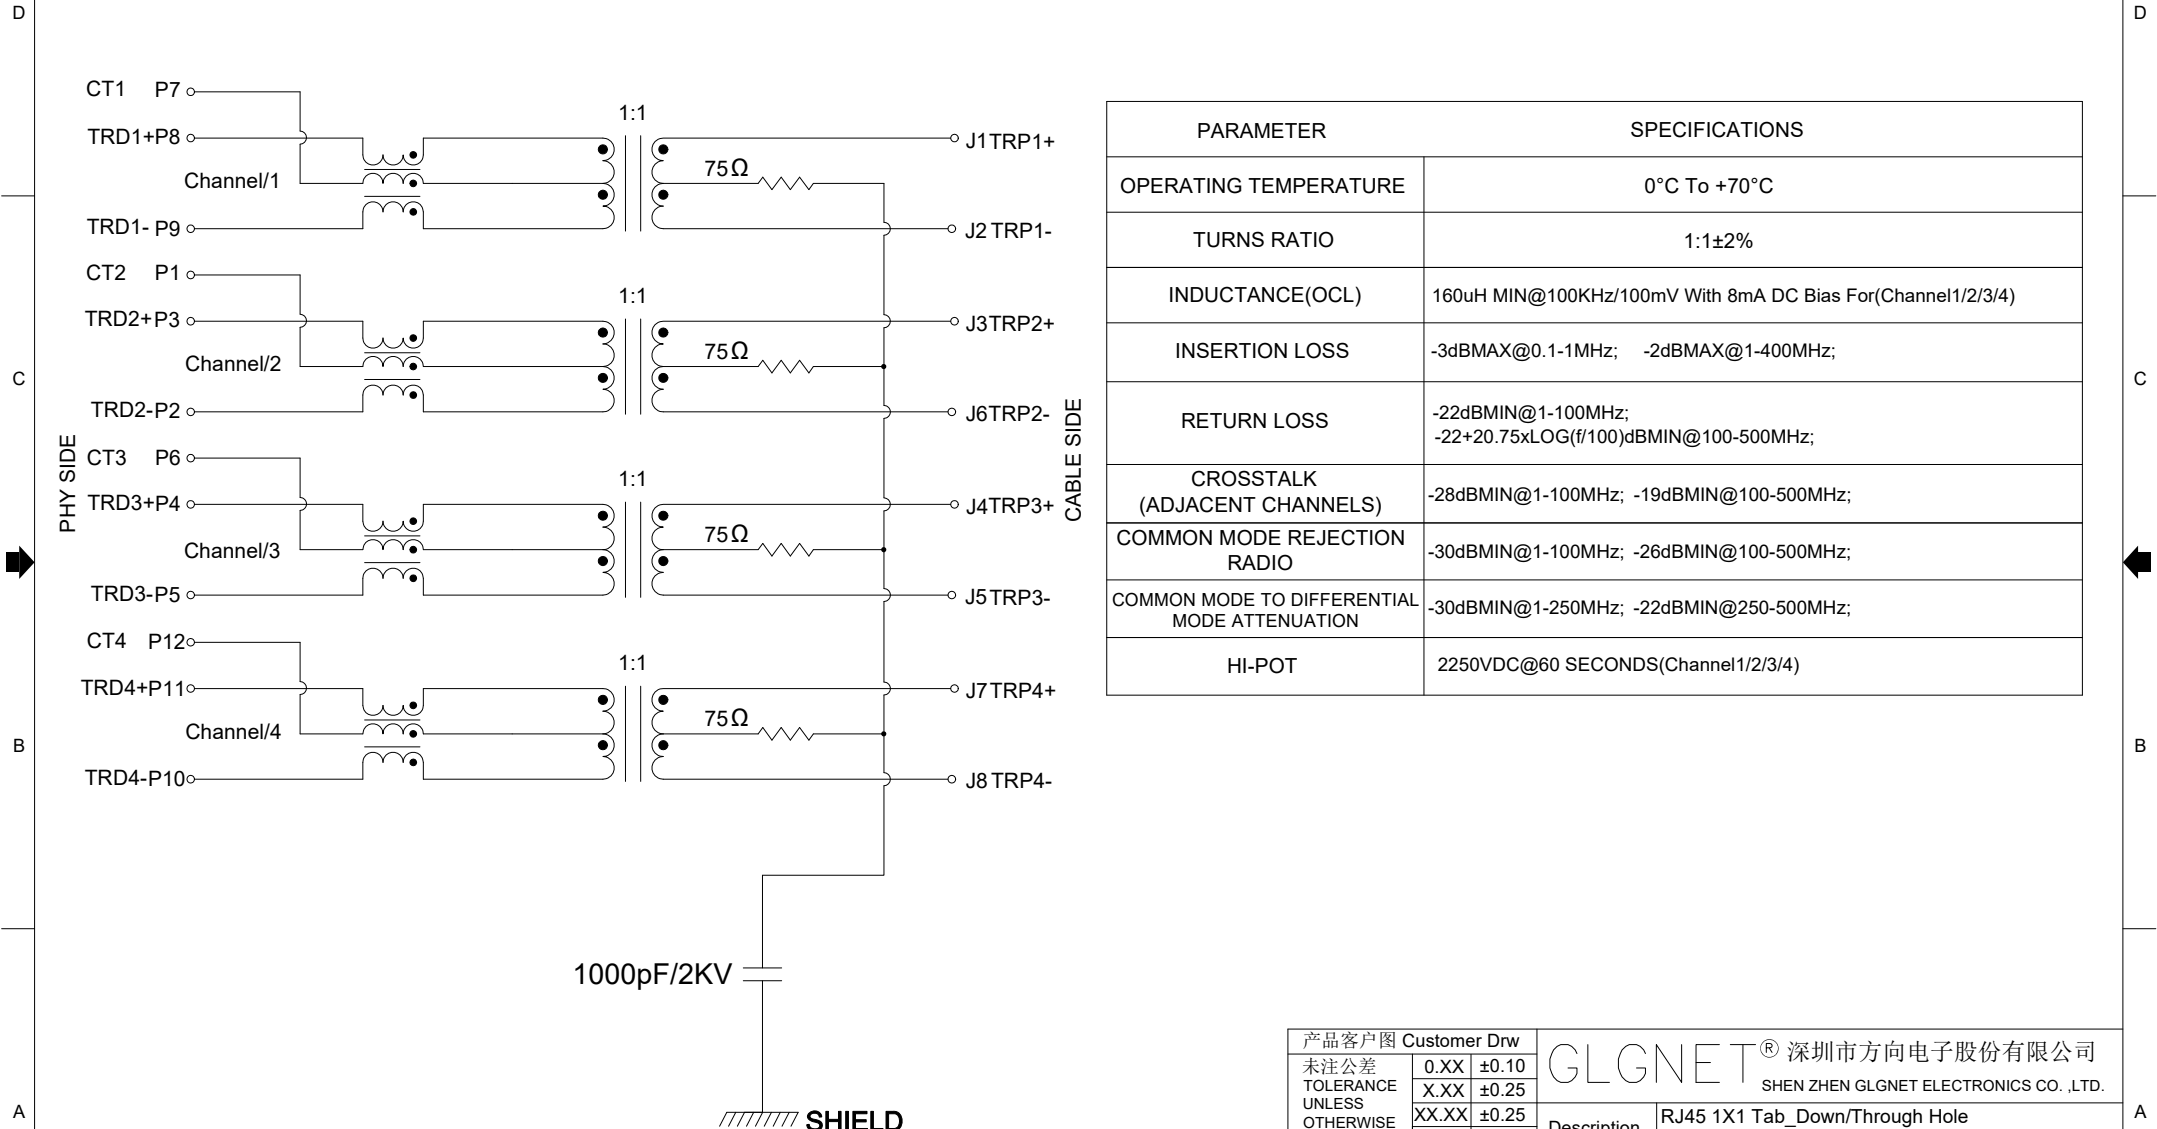 D
D
CT1 P7
1:1
TRD1+P8
J1TRP1+
75Ω
Channel/1
TRD1- P9
J2 TRP1-
CT2 P1
1:1
TRD2+P3
J3TRP2+
75Ω
Channel/2
C
C
TRD2-P2
J6TRP2-
PHY SIDE
CABLE SIDE
CT3 P6
1:1
TRD3+P4
J4TRP3+
75Ω
Channel/3
TRD3-P5
J5TRP3-
CT4 P12
1:1
TRD4+P11
J7TRP4+
75Ω
Channel/4
B
B
TRD4-P10
J8TRP4-
1000pF/2KV
SHIELD
A
A
PARAMETER SPECIFICATIONS
OPERATING TEMPERATURE 0°C To +70°C
TURNS RATIO 1:1±2%
INDUCTANCE(OCL) 160uH MIN@100KHz/100mV With 8mA DC Bias For(Channel1/2/3/4)
INSERTION LOSS -3dBMAX@0.1-1MHz; -2dBMAX@1-400MHz;
RETURN LOSS
-22dBMIN@1-100MHz;
-22+20.75xLOG(f/100)dBMIN@100-500MHz;
CROSSTALK
(ADJACENT CHANNELS)
-28dBMIN@1-100MHz; -19dBMIN@100-500MHz;
COMMON MODE REJECTION
RADIO
-30dBMIN@1-100MHz; -26dBMIN@100-500MHz;
COMMON MODE TO DIFFERENTIAL
MODE ATTENUATION
-30dBMIN@1-250MHz; -22dBMIN@250-500MHz;
HI-POT 2250VDC@60 SECONDS(Channel1/2/3/4)
产品客户图 Customer Drw
未注公差
TOLERANCE
UNLESS
OTHERWISE
0.XX ±0.10
X.XX ±0.25
XX.XX ±0.25
GLGNET® 深圳市方向电子股份有限公司
SHEN ZHEN GLGNET ELECTRONICS CO. ,LTD.
Description
RJ45 1X1 Tab_Down/Through Hole